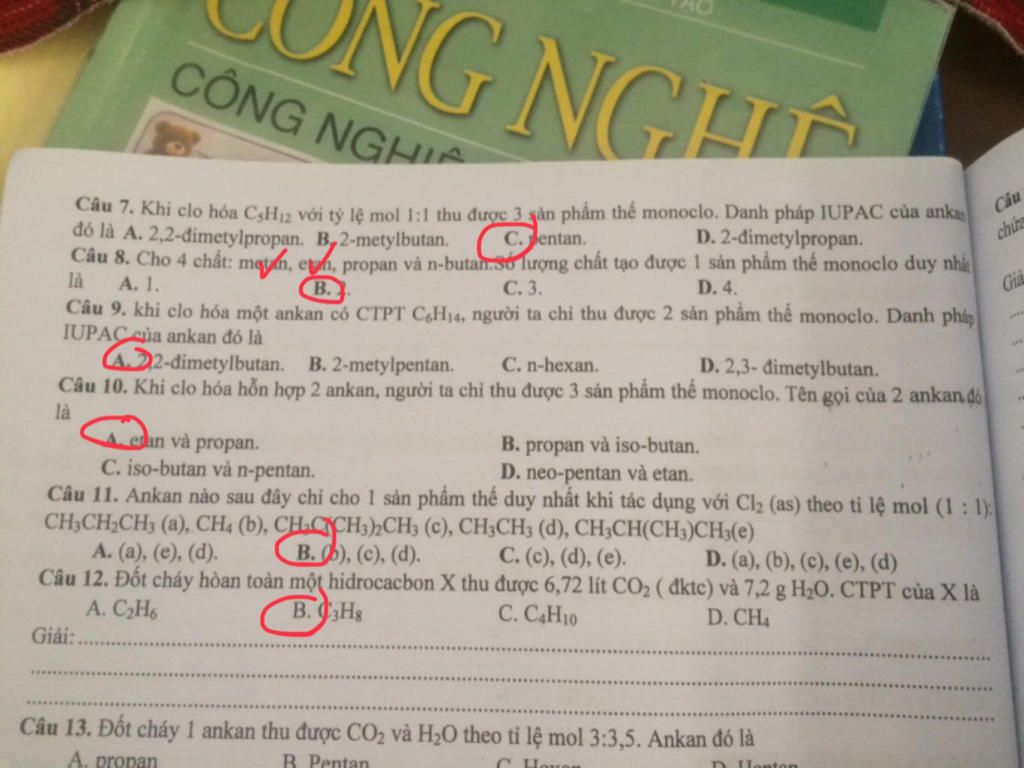 TẠO
CÔNG NGHỆ
CÔNG NGHIỆ
Câu 7. Khi clo hóa C₅H₁₂ với tỷ lệ mol 1:1 thu được 3 sản phẩm thế monoclo. Danh pháp IUPAC của ankan
đó là A. 2,2-đimetylpropan. B. 2-metylbutan. C. pentan. D. 2-đimetylpropan.
Câu 8. Cho 4 chất: metan, etan, propan và n-butan.Số lượng chất tạo được 1 sản phẩm thế monoclo duy nhất
là A. 1. B. 2. C. 3. D. 4.
Câu 9. khi clo hóa một ankan có CTPT C₆H₁₄, người ta chỉ thu được 2 sản phẩm thế monoclo. Danh pháp
IUPAC của ankan đó là
A. 2,2-đimetylbutan. B. 2-metylpentan. C. n-hexan. D. 2,3- đimetylbutan.
Câu 10. Khi clo hóa hỗn hợp 2 ankan, người ta chỉ thu được 3 sản phẩm thế monoclo. Tên gọi của 2 ankan đó
là
A. etan và propan. B. propan và iso-butan.
C. iso-butan và n-pentan. D. neo-pentan và etan.
Câu 11. Ankan nào sau đây chỉ cho 1 sản phẩm thế duy nhất khi tác dụng với Cl₂ (as) theo tỉ lệ mol (1 : 1):
CH₃CH₂CH₃ (a), CH₄ (b), CH₃C(CH₃)2CH₃ (c), CH₃CH₃ (d), CH₃CH(CH₃)CH₃(e)
A. (a), (e), (d). B. (b), (c), (d). C. (c), (d), (e). D. (a), (b), (c), (e), (d)
Câu 12. Đốt cháy hòan toàn một hidrocacbon X thu được 6,72 lít CO₂ ( đktc) và 7,2 g H₂O. CTPT của X là
A. C₂H₆ B. C₃H₈ C. C₄H₁₀ D. CH₄
Giải:
Câu 13. Đốt cháy 1 ankan thu được CO₂ và H₂O theo tỉ lệ mol 3:3,5. Ankan đó là
A. propan B. Pentan
Câu
chứa
Giả